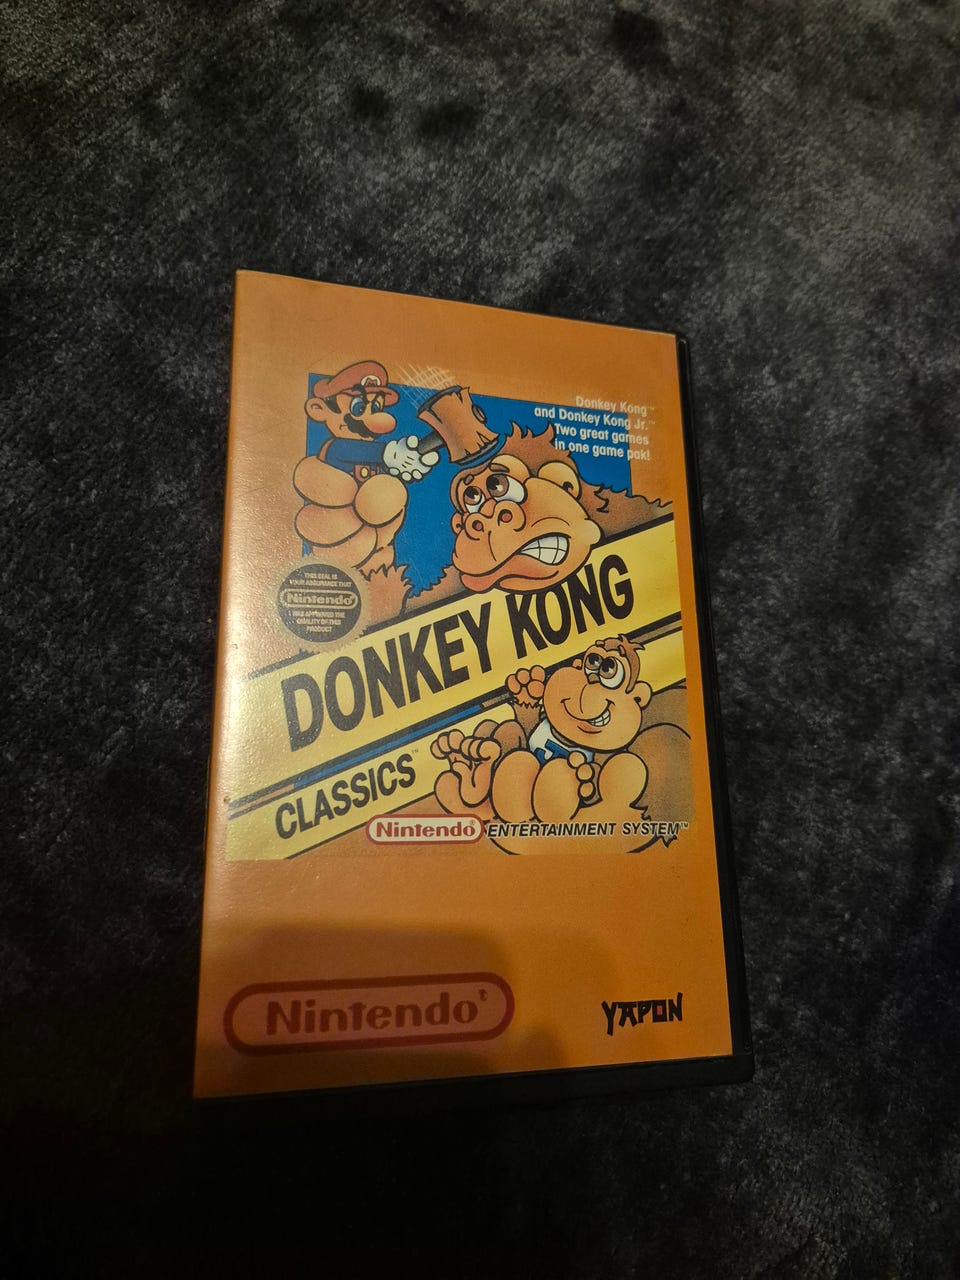 Donkey Kong™
and Donkey Kong Jr.™
Two great games
in one game pak!
M
THIS SEAL IS
YOUR ASSURANCE THAT
Nintendo
HAS APPROVED THE
QUALITY OF THIS
PRODUCT
DONKEY KONG
CLASSICS™
J
Nintendo® ENTERTAINMENT SYSTEM™
Nintendo t
YAPON